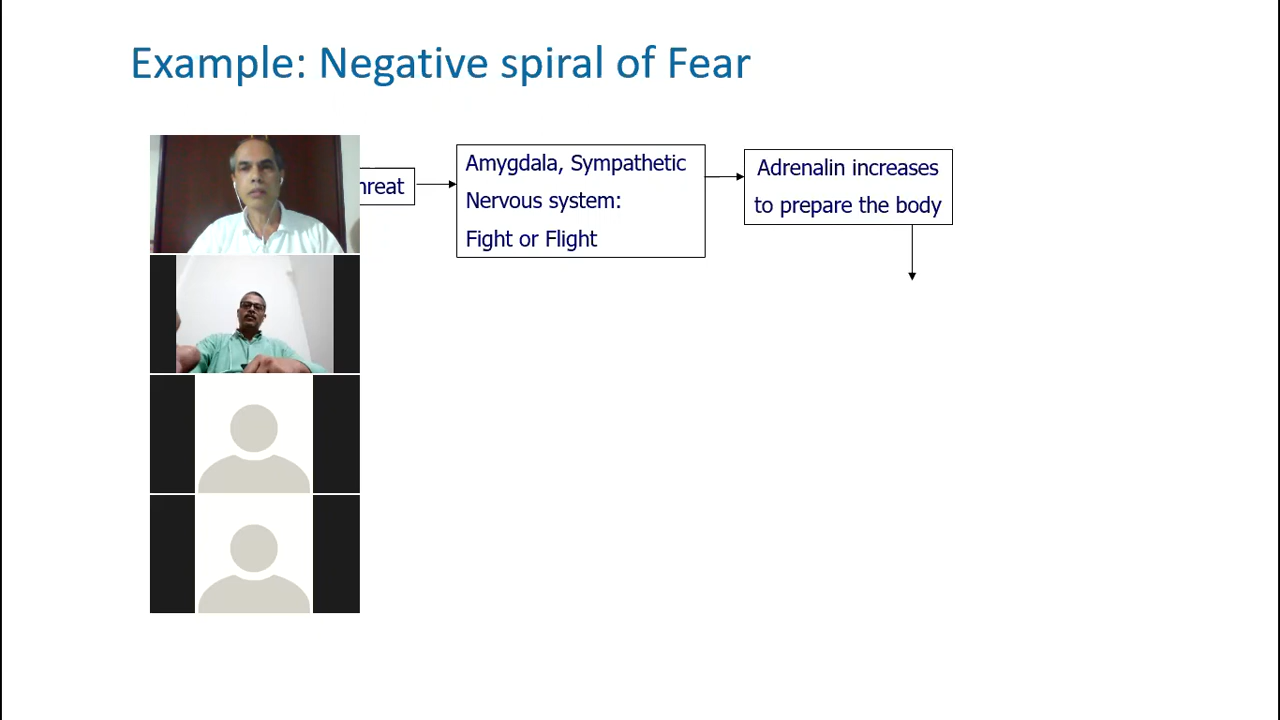 Example: Negative spiral of Fear
Amygdala, Sympathetic
Nervous system:
Fight or Flight
Adrenalin increases
to prepare the body